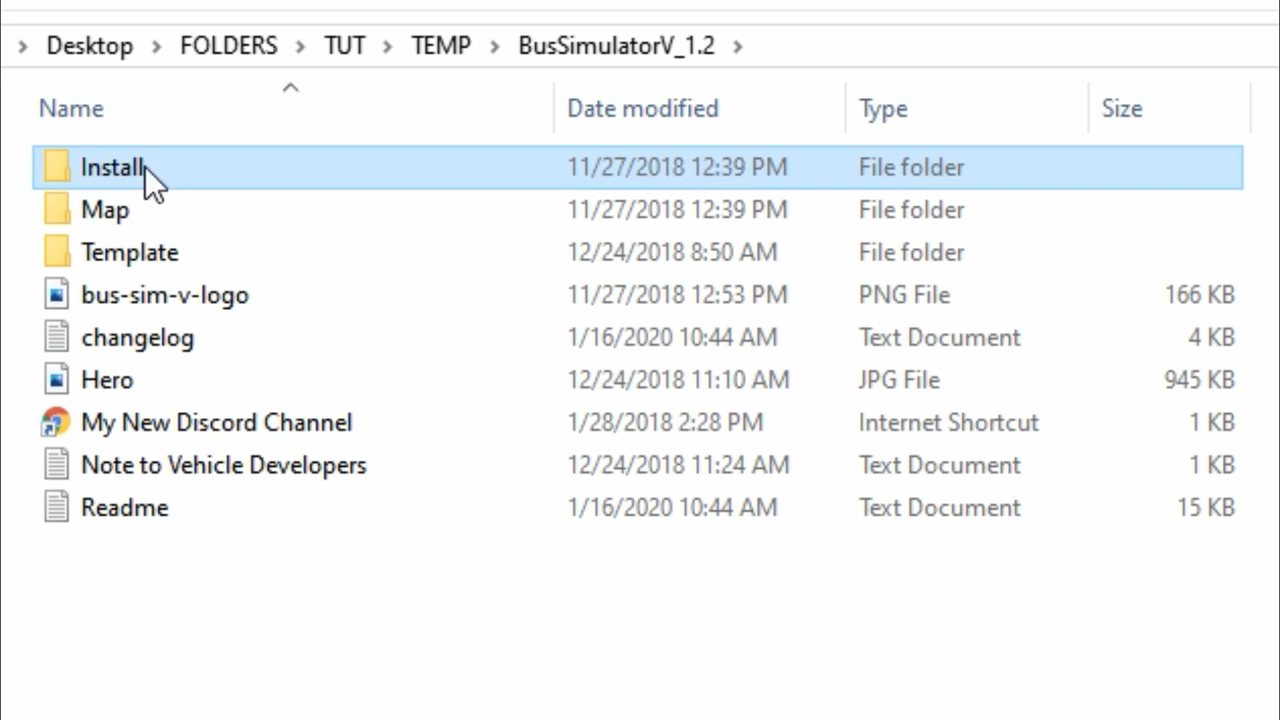 Desktop > FOLDERS > TUT > TEMP > BusSimulatorV_1.2 >
Name Date modified Type Size
Install 11/27/2018 12:39 PM File folder
Map 11/27/2018 12:39 PM File folder
Template 12/24/2018 8:50 AM File folder
bus-sim-v-logo 11/27/2018 12:53 PM PNG File 166 KB
changelog 1/16/2020 10:44 AM Text Document 4 KB
Hero 12/24/2018 11:10 AM JPG File 945 KB
My New Discord Channel 1/28/2018 2:28 PM Internet Shortcut 1 KB
Note to Vehicle Developers 12/24/2018 11:24 AM Text Document 1 KB
Readme 1/16/2020 10:44 AM Text Document 15 KB